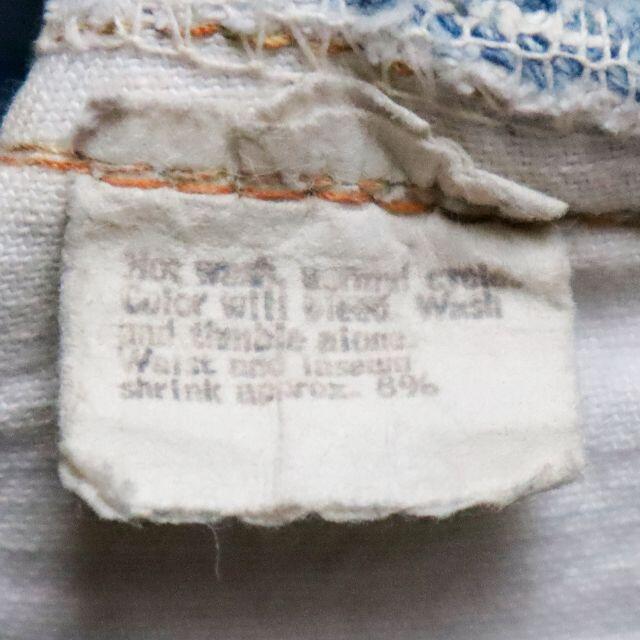 Hot wash normal cycle
Color will bleed wash
and tumble alone.
Waist and inseam
shrink approx. 8%